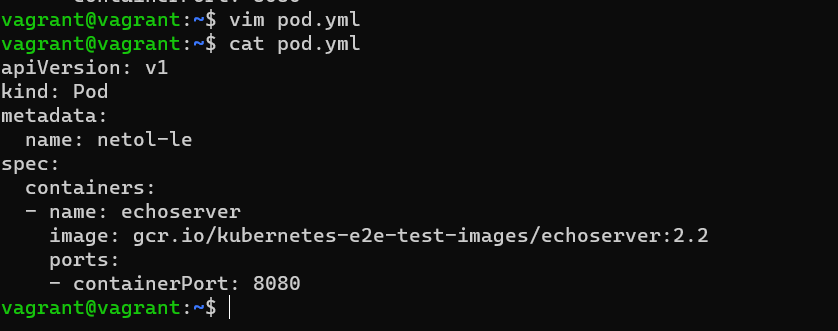 vagrant@vagrant:~$ vim pod.yml
vagrant@vagrant:~$ cat pod.yml
apiVersion: v1
kind: Pod
metadata:
  name: netol-le
spec:
  containers:
  - name: echoserver
    image: gcr.io/kubernetes-e2e-test-images/echoserver:2.2
    ports:
    - containerPort: 8080
vagrant@vagrant:~$